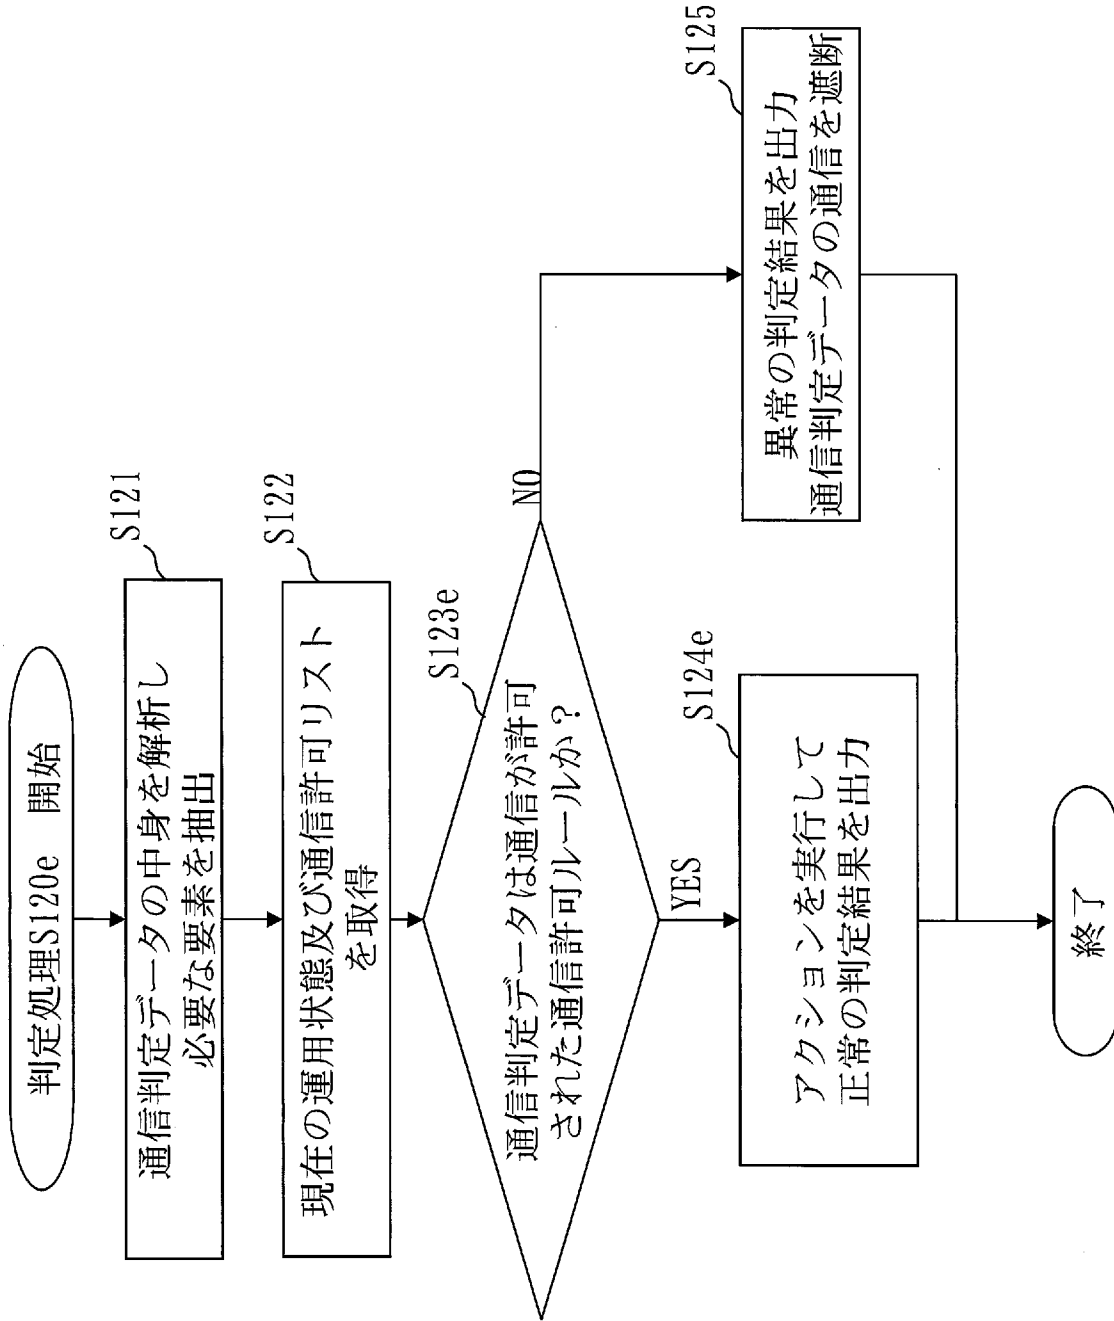 判定処理S120e 開始
S121
通信判定データの中身を解析し
必要な要素を抽出
S122
現在の運用状態及び通信許可リスト
を取得
S123e
通信判定データは通信が許可
された通信許可ルールか？
NO
YES
S124e
アクションを実行して
正常の判定結果を出力
S125
異常の判定結果を出力
通信判定データの通信を遮断
終了